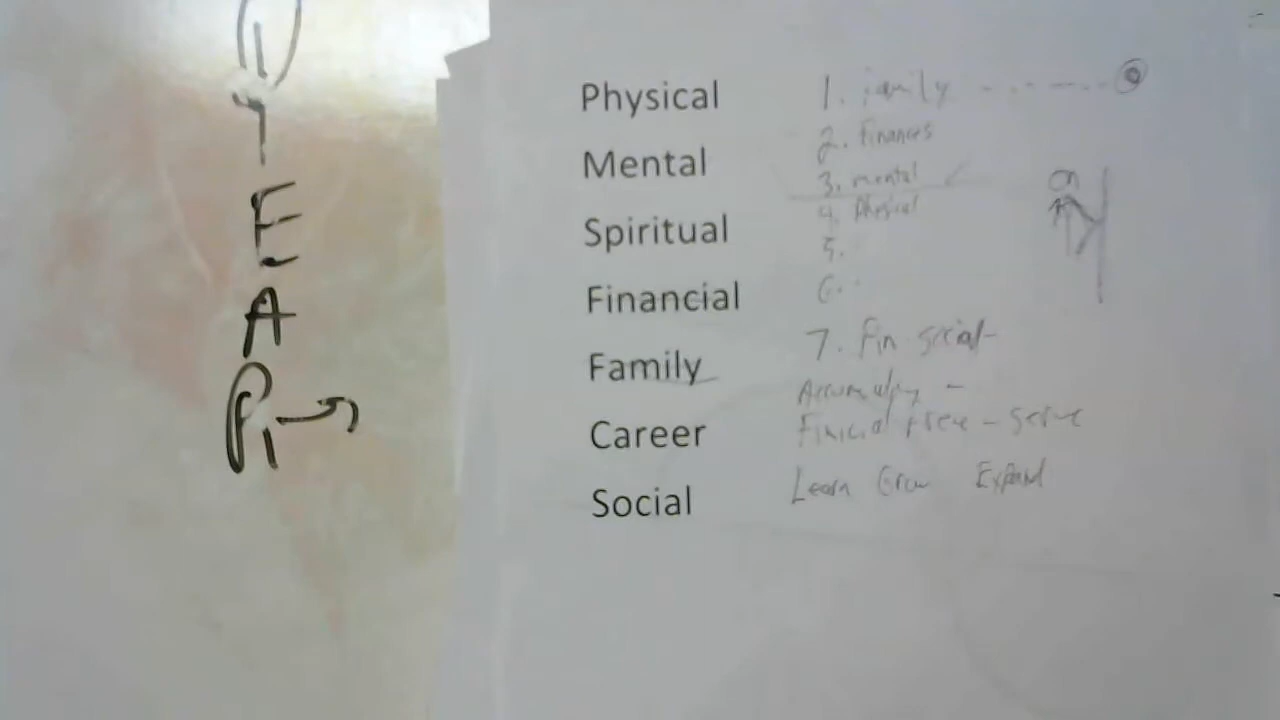 T
E
A
R
Physical
Mental
Spiritual
Financial
Family
Career
Social
1. family
2. Finances
3. mental
4. Physical
5.
6.
7. Fin social
- serve
Learn Grow Expand